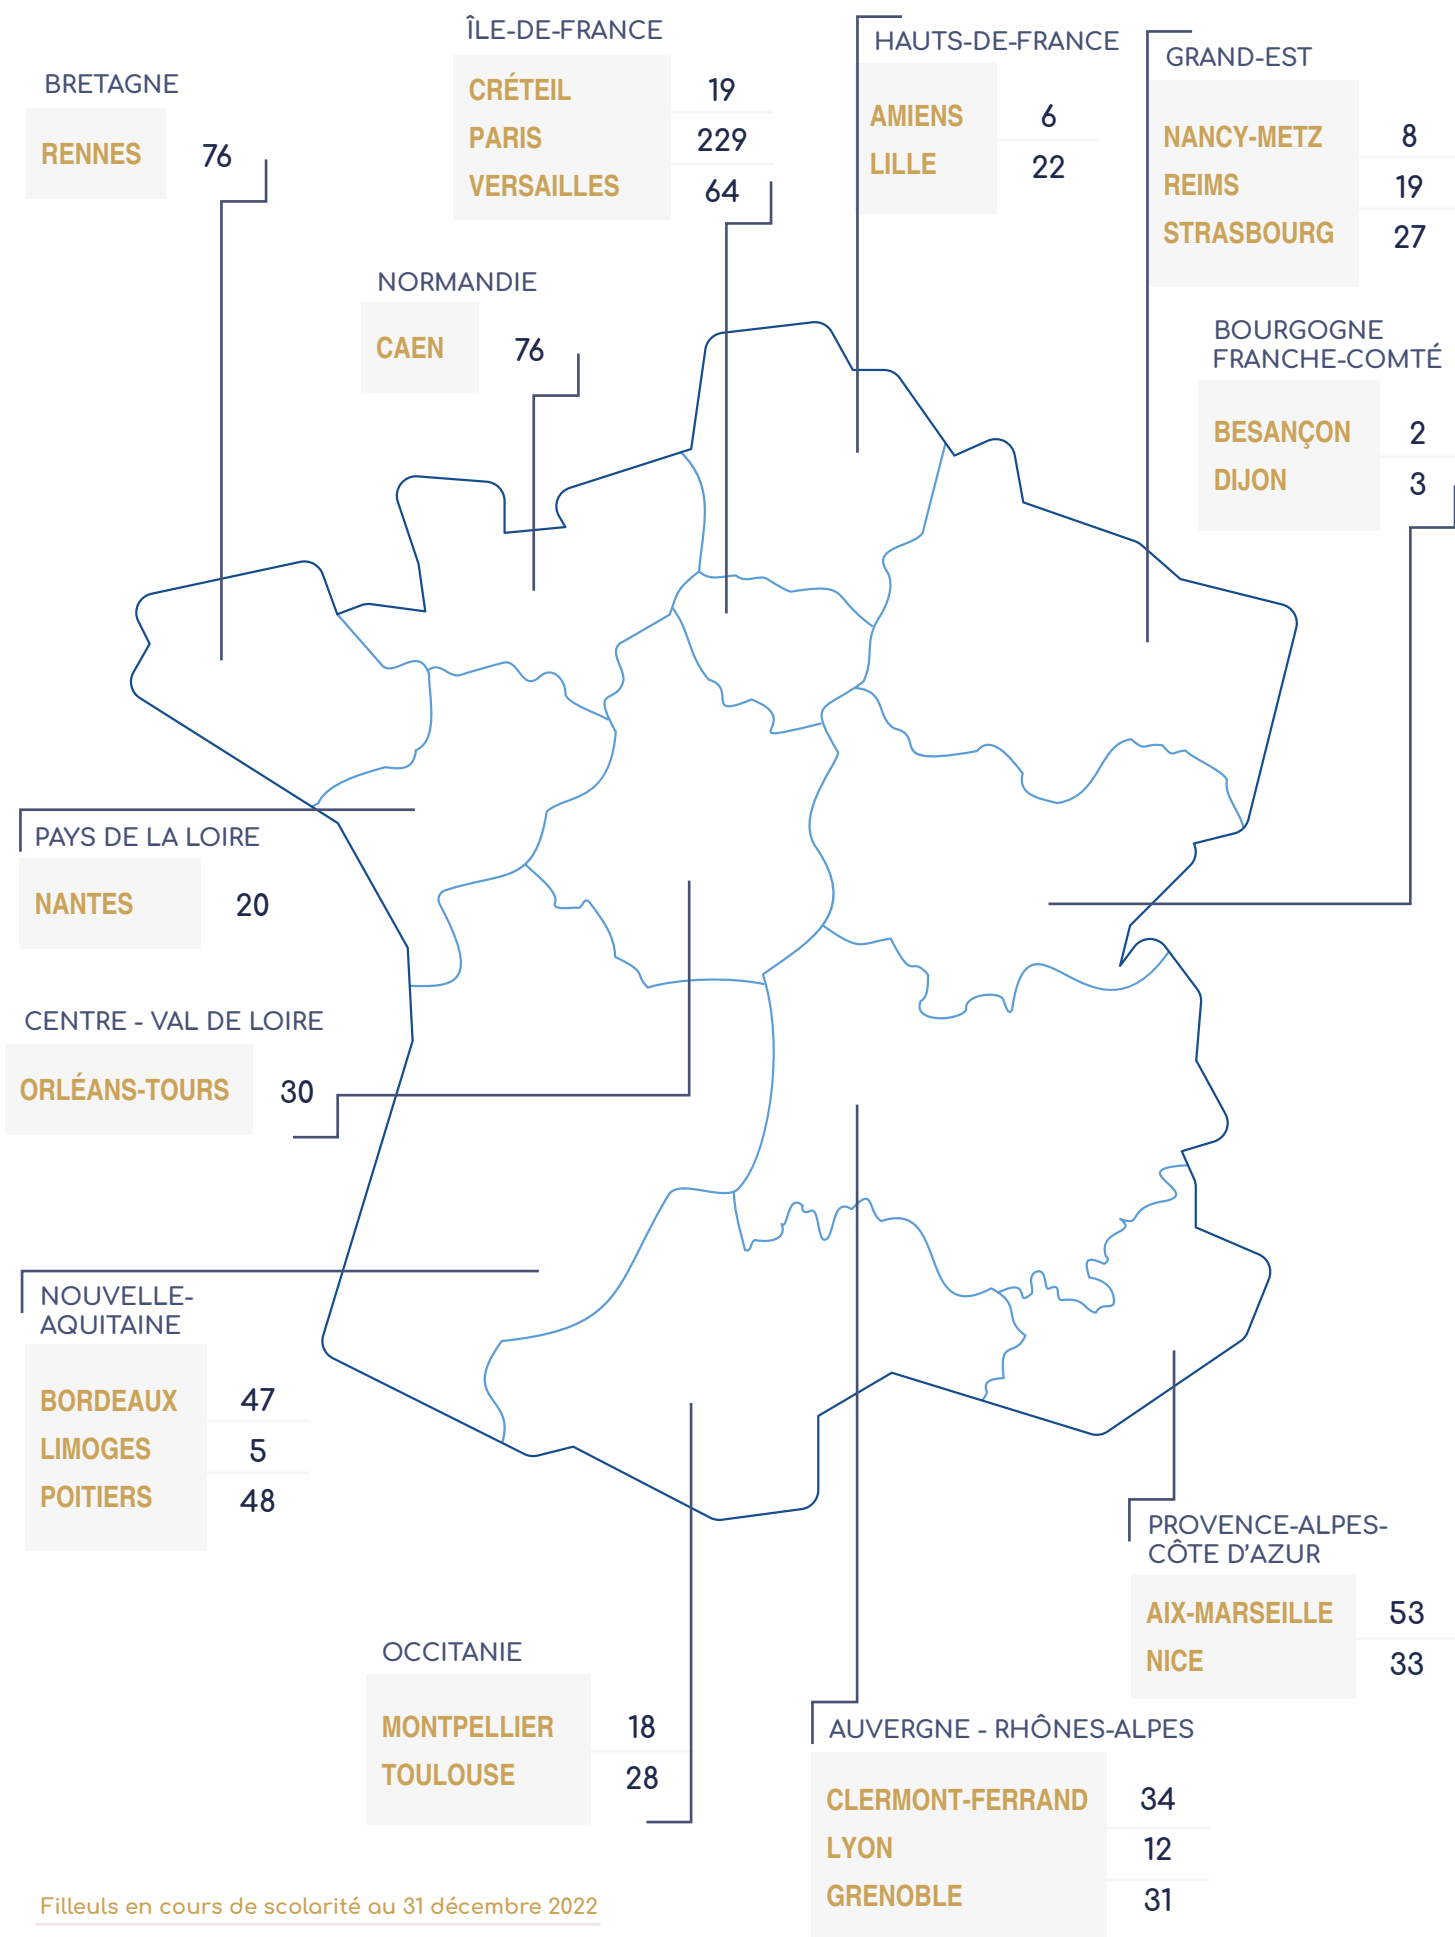 ÎLE-DE-FRANCE
CRÉTEIL 19
PARIS 229
VERSAILLES 64
HAUTS-DE-FRANCE
AMIENS 6
LILLE 22
GRAND-EST
NANCY-METZ 8
REIMS 19
STRASBOURG 27
BRETAGNE
RENNES 76
NORMANDIE
CAEN 76
BOURGOGNE
FRANCHE-COMTÉ
BESANÇON 2
DIJON 3
PAYS DE LA LOIRE
NANTES 20
CENTRE - VAL DE LOIRE
ORLÉANS-TOURS 30
NOUVELLE-
AQUITAINE
BORDEAUX 47
LIMOGES 5
POITIERS 48
PROVENCE-ALPES-
CÔTE D'AZUR
AIX-MARSEILLE 53
NICE 33
OCCITANIE
MONTPELLIER 18
TOULOUSE 28
AUVERGNE - RHÔNES-ALPES
CLERMONT-FERRAND 34
LYON 12
GRENOBLE 31
Filleuls en cours de scolarité au 31 décembre 2022